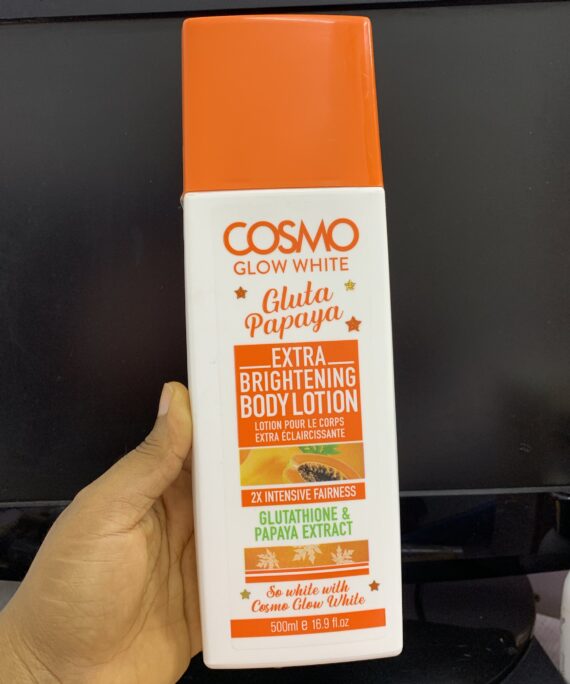 COSMO
GLOW WHITE
Gluta
Papaya
EXTRA
BRIGHTENING
BODY LOTION
LOTION POUR LE CORPS
EXTRA ÉCLAIRCISSANTE
2X INTENSIVE FAIRNESS
GLUTATHIONE &
PAPAYA EXTRACT
So white with
Cosmo Glow White
500ml e 16.9 fl.oz